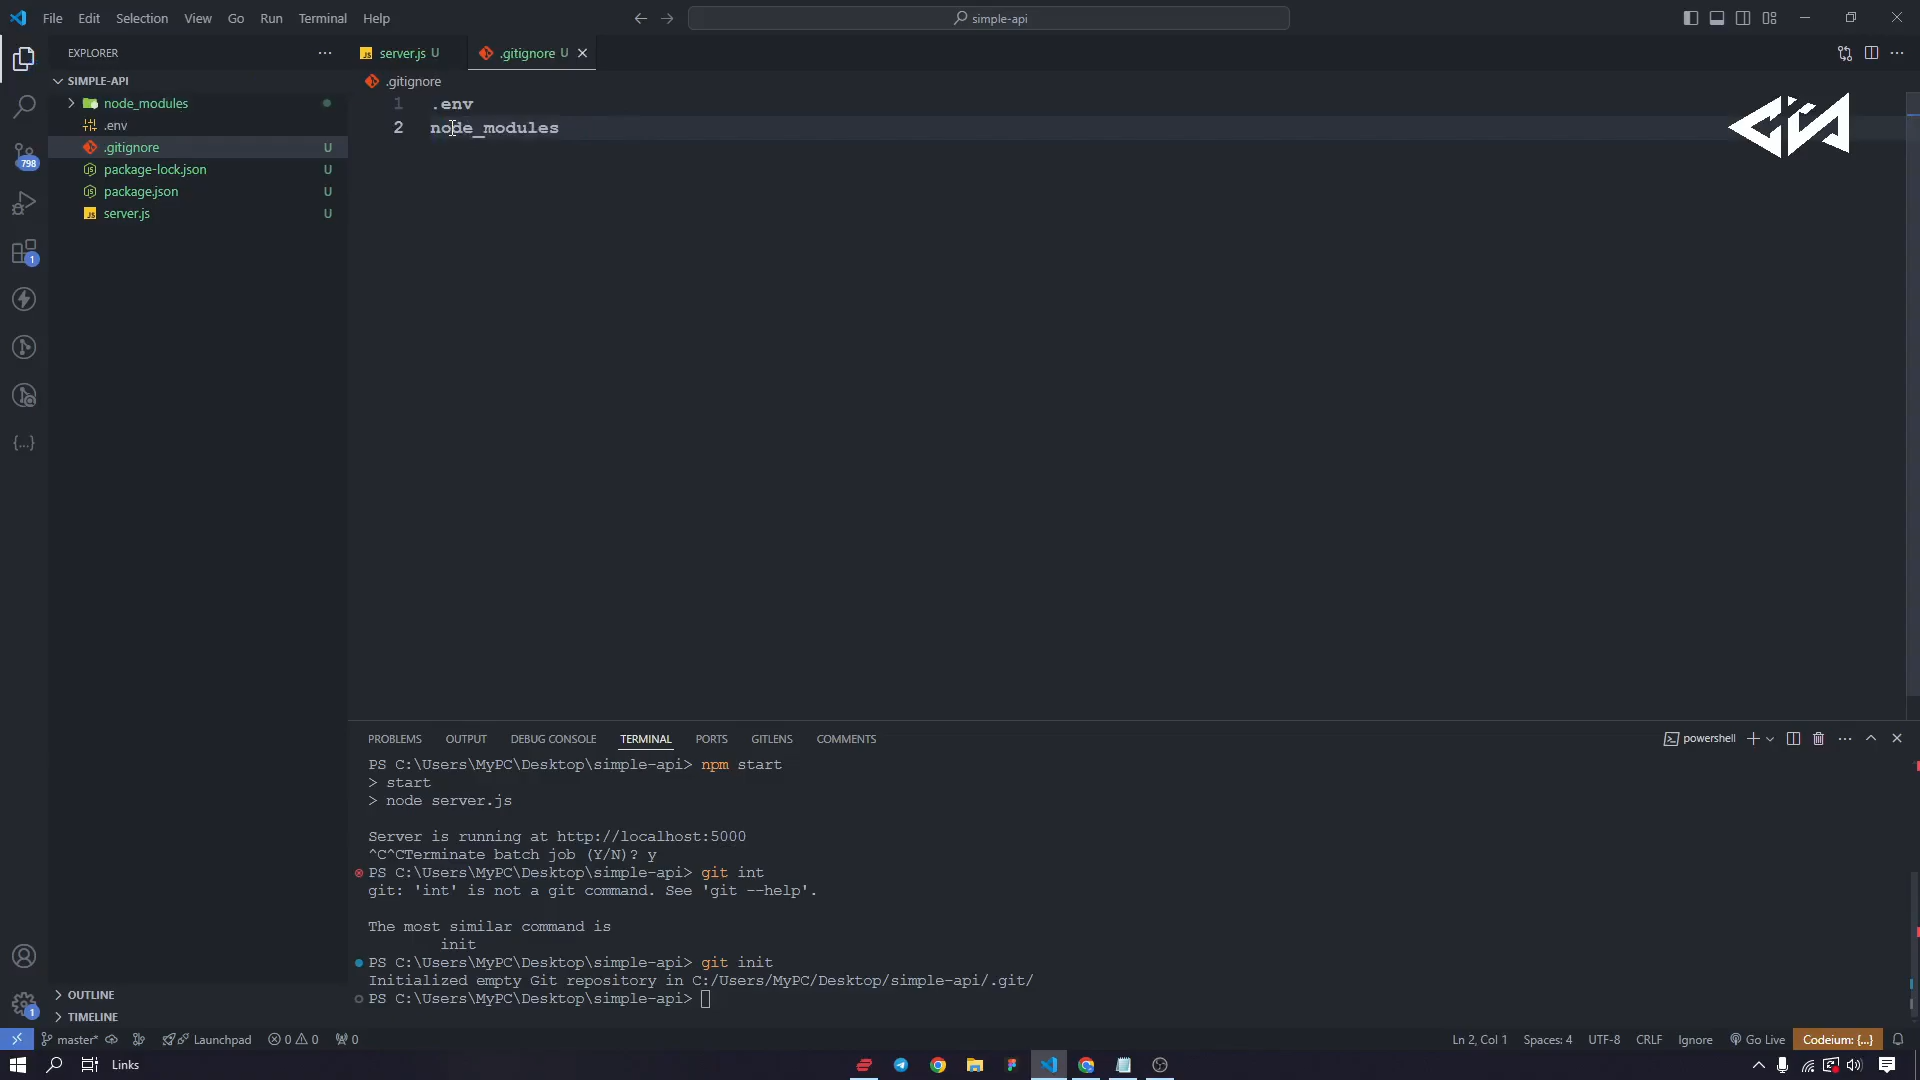 File Edit Selection View Go Run Terminal Help
simple-api
EXPLORER
server.js U
.gitignore U
SIMPLE-API
.gitignore
node_modules
.env
.gitignore U
package-lock.json U
package.json U
server.js U
1 .env
2 node_modules
798
1
{...}
PROBLEMS OUTPUT DEBUG CONSOLE TERMINAL PORTS GITLENS COMMENTS
powershell
PS C:\Users\MyPC\Desktop\simple-api> npm start
> start
> node server.js
Server is running at http://localhost:5000
^C^CTerminate batch job (Y/N)? y
PS C:\Users\MyPC\Desktop\simple-api> git int
git: 'int' is not a git command. See 'git --help'.
The most similar command is
init
PS C:\Users\MyPC\Desktop\simple-api> git init
Initialized empty Git repository in C:/Users/MyPC/Desktop/simple-api/.git/
PS C:\Users\MyPC\Desktop\simple-api>
OUTLINE
TIMELINE
1
master* Launchpad 0 0 0
Ln 2, Col 1 Spaces: 4 UTF-8 CRLF Ignore Go Live Codeium: {...}
Links